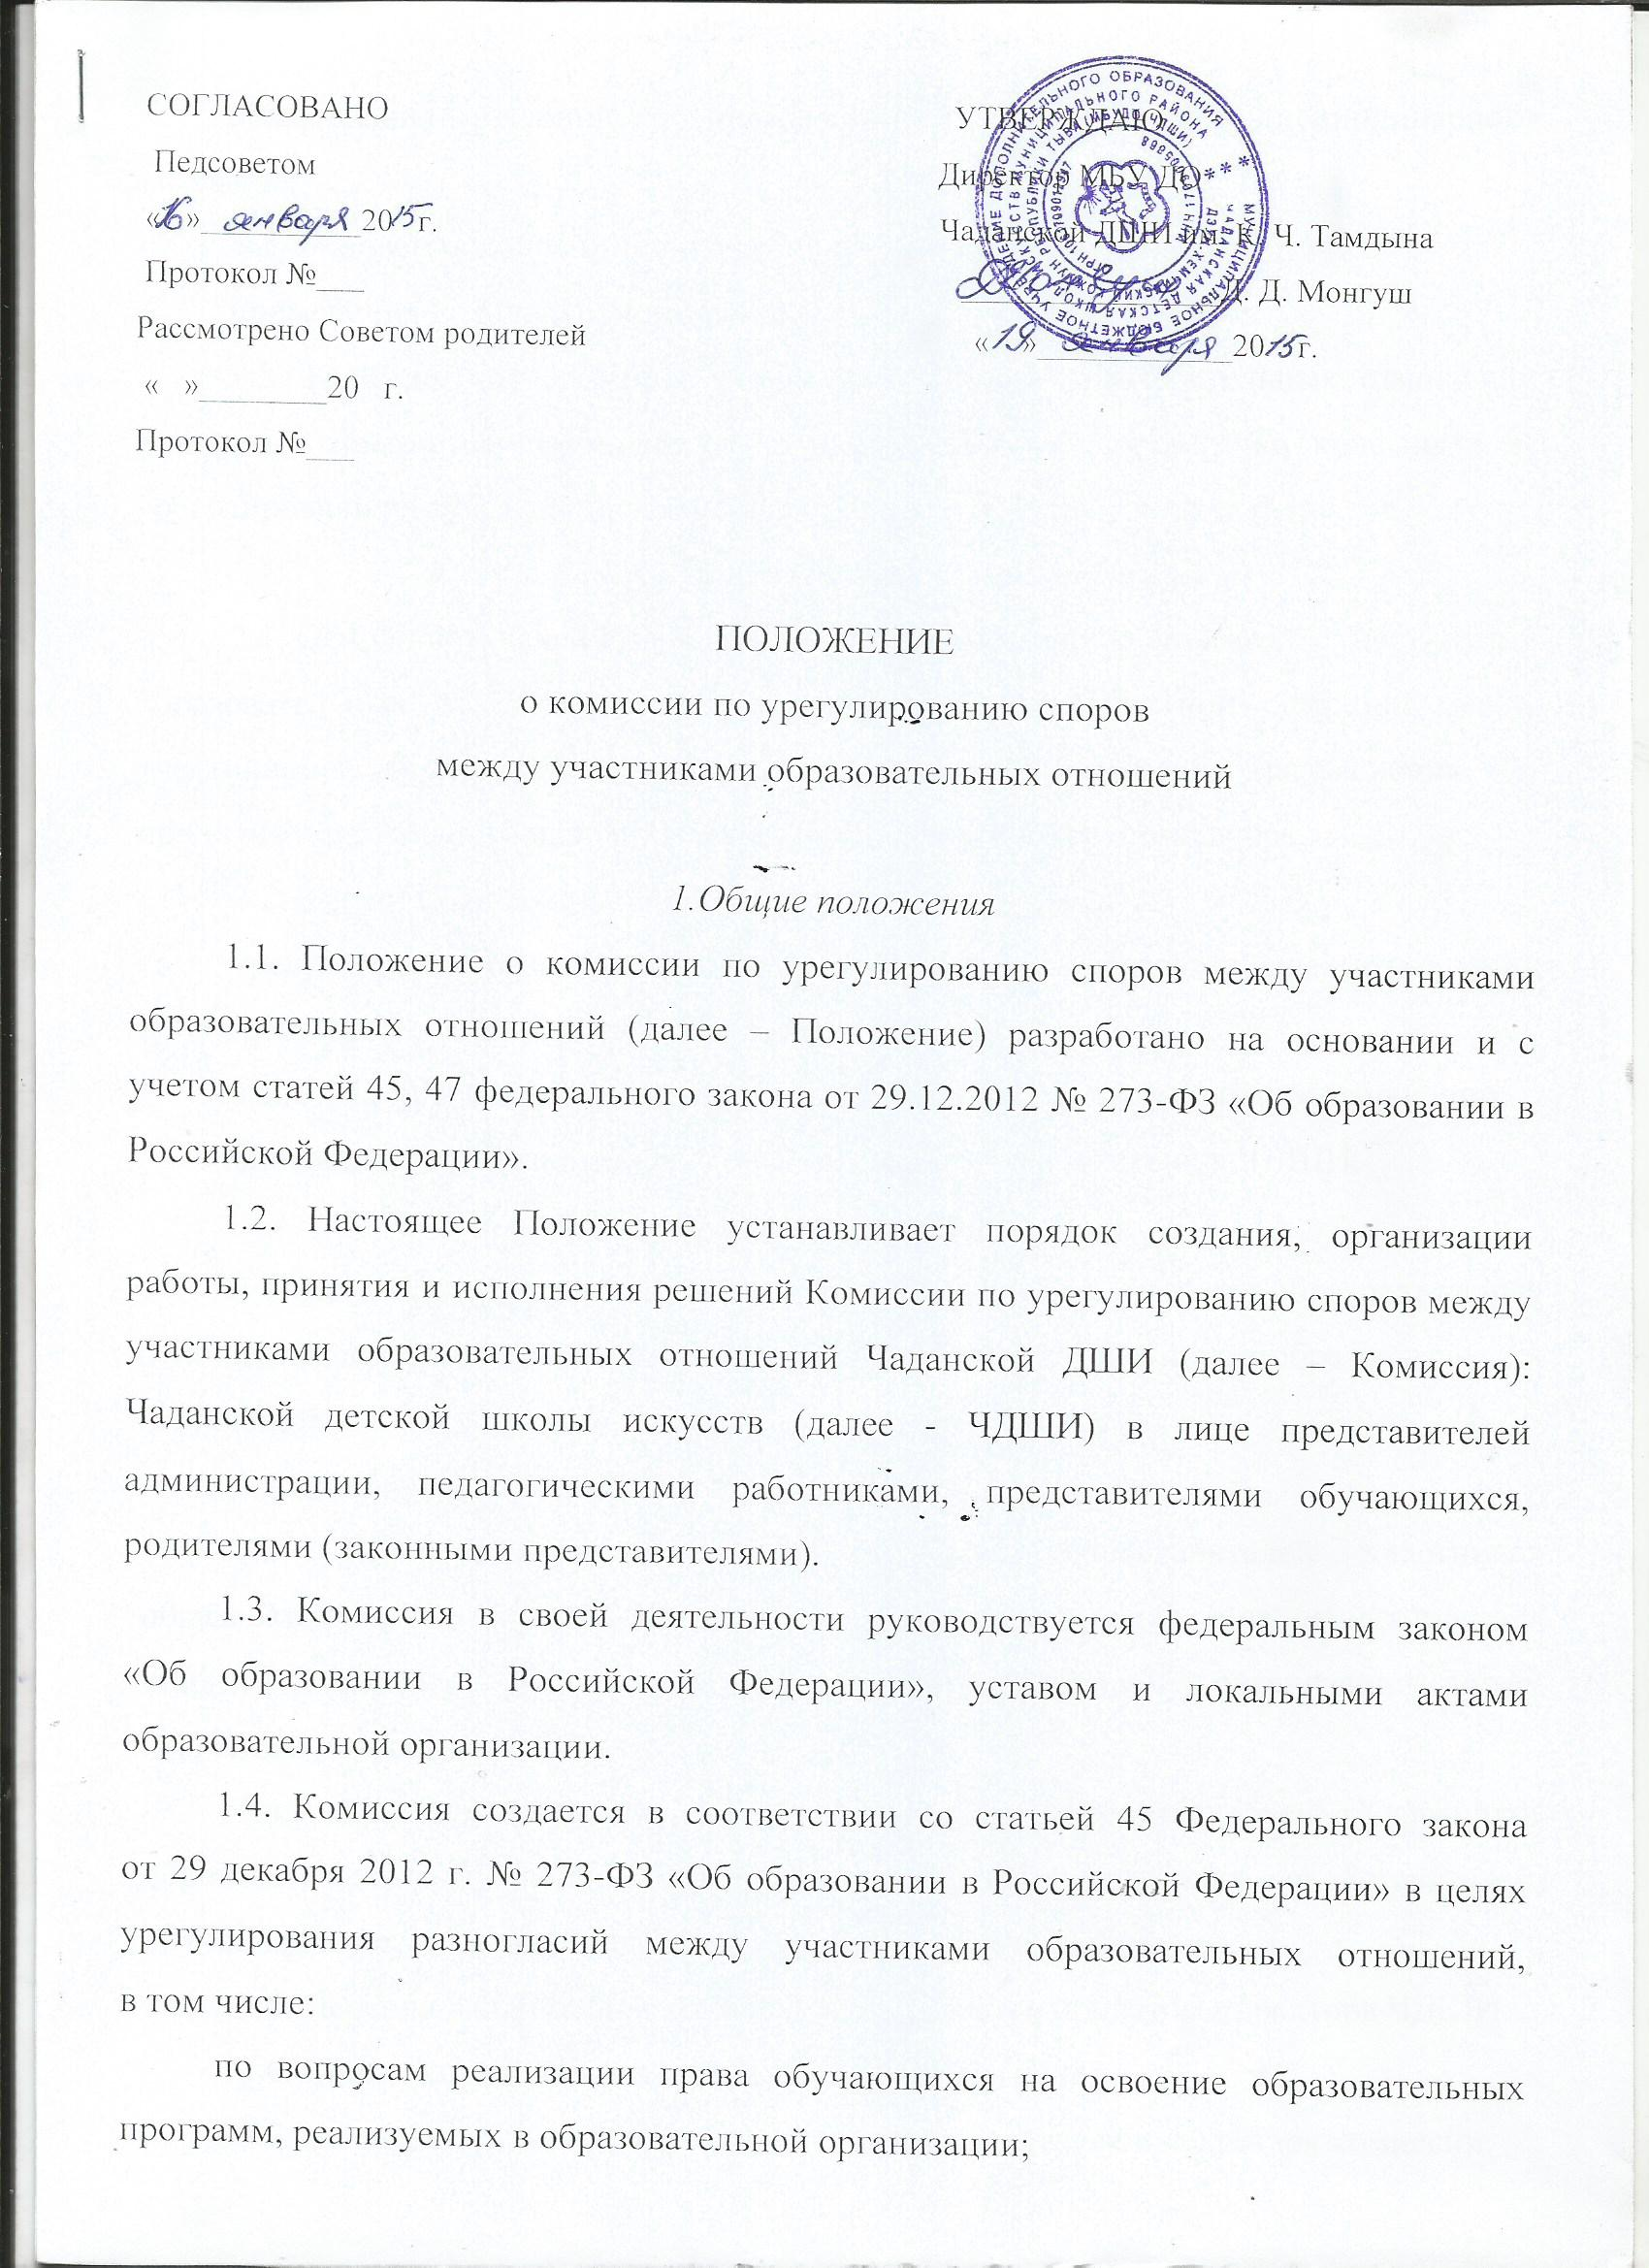 СОГЛАСОВАНО
Педсоветом
«16» января 2015г.
Протокол №___
Рассмотрено Советом родителей
«   »________20   г.
Протокол №___
УТВЕРЖДАЮ
Директор МБУ ДО
Чаданской ДШИ им. К. Ч. Тамдына
Д. Д. Монгуш
«19» января 2015г.
ПОЛОЖЕНИЕ
о комиссии по урегулированию споров
между участниками образовательных отношений
1.Общие положения
1.1. Положение о комиссии по урегулированию споров между участниками
образовательных отношений (далее – Положение) разработано на основании и с
учетом статей 45, 47 федерального закона от 29.12.2012 № 273-ФЗ «Об образовании в
Российской Федерации».
1.2. Настоящее Положение устанавливает порядок создания, организации
работы, принятия и исполнения решений Комиссии по урегулированию споров между
участниками образовательных отношений Чаданской ДШИ (далее – Комиссия):
Чаданской детской школы искусств (далее - ЧДШИ) в лице представителей
администрации, педагогическими работниками, представителями обучающихся,
родителями (законными представителями).
1.3. Комиссия в своей деятельности руководствуется федеральным законом
«Об образовании в Российской Федерации», уставом и локальными актами
образовательной организации.
1.4. Комиссия создается в соответствии со статьей 45 Федерального закона
от 29 декабря 2012 г. № 273-ФЗ «Об образовании в Российской Федерации» в целях
урегулирования разногласий между участниками образовательных отношений,
в том числе:
по вопросам реализации права обучающихся на освоение образовательных
программ, реализуемых в образовательной организации;